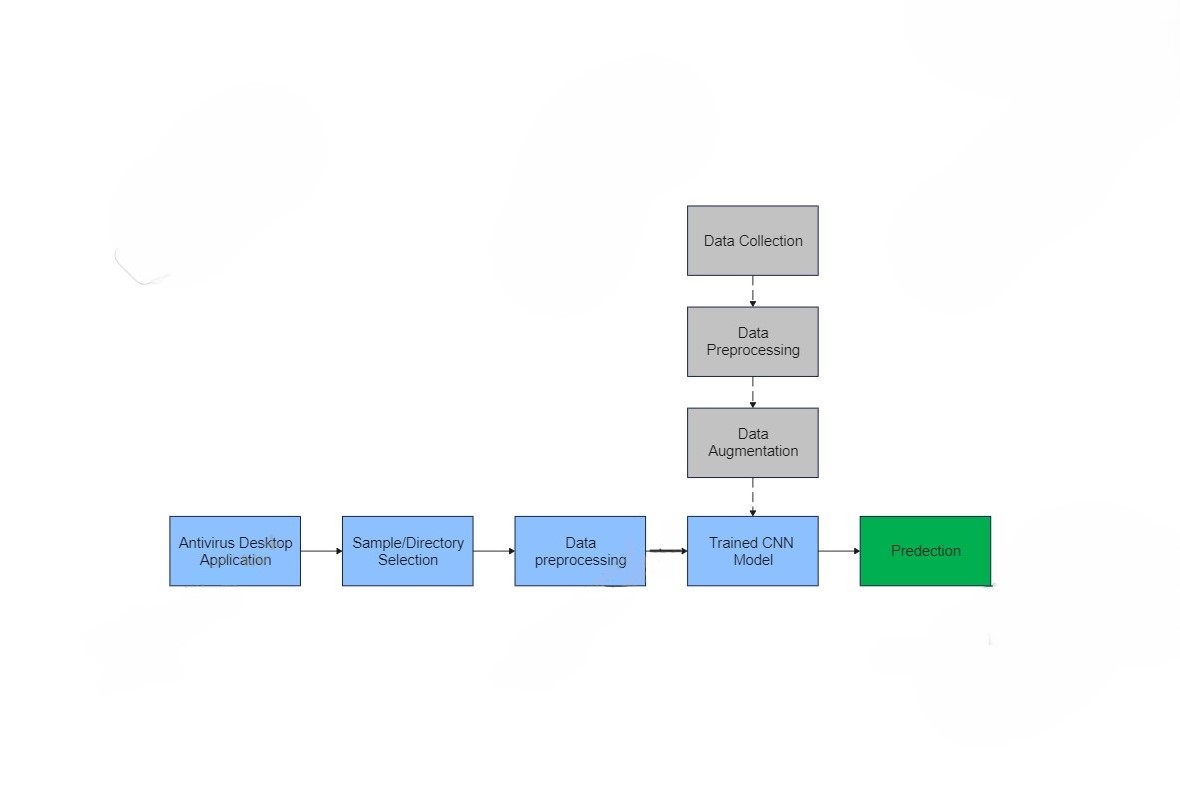 Data Collection
Data
Preprocessing
Data
Augmentation
Antivirus Desktop
Application
Sample/Directory
Selection
Data
preprocessing
Trained CNN
Model
Predection